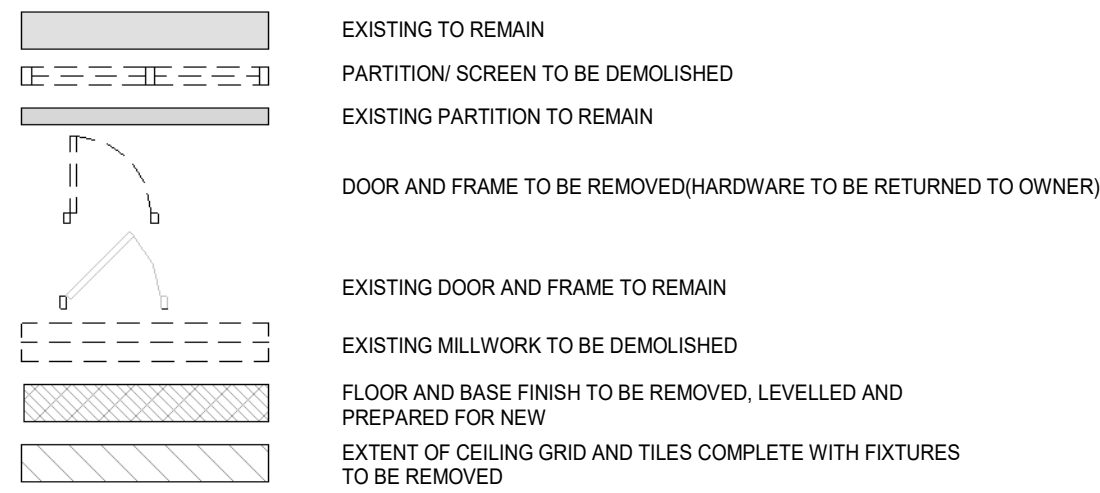 EXISTING TO REMAIN
PARTITION/ SCREEN TO BE DEMOLISHED
EXISTING PARTITION TO REMAIN
DOOR AND FRAME TO BE REMOVED(HARDWARE TO BE RETURNED TO OWNER)
EXISTING DOOR AND FRAME TO REMAIN
EXISTING MILLWORK TO BE DEMOLISHED
FLOOR AND BASE FINISH TO BE REMOVED, LEVELLED AND
PREPARED FOR NEW
EXTENT OF CEILING GRID AND TILES COMPLETE WITH FIXTURES
TO BE REMOVED